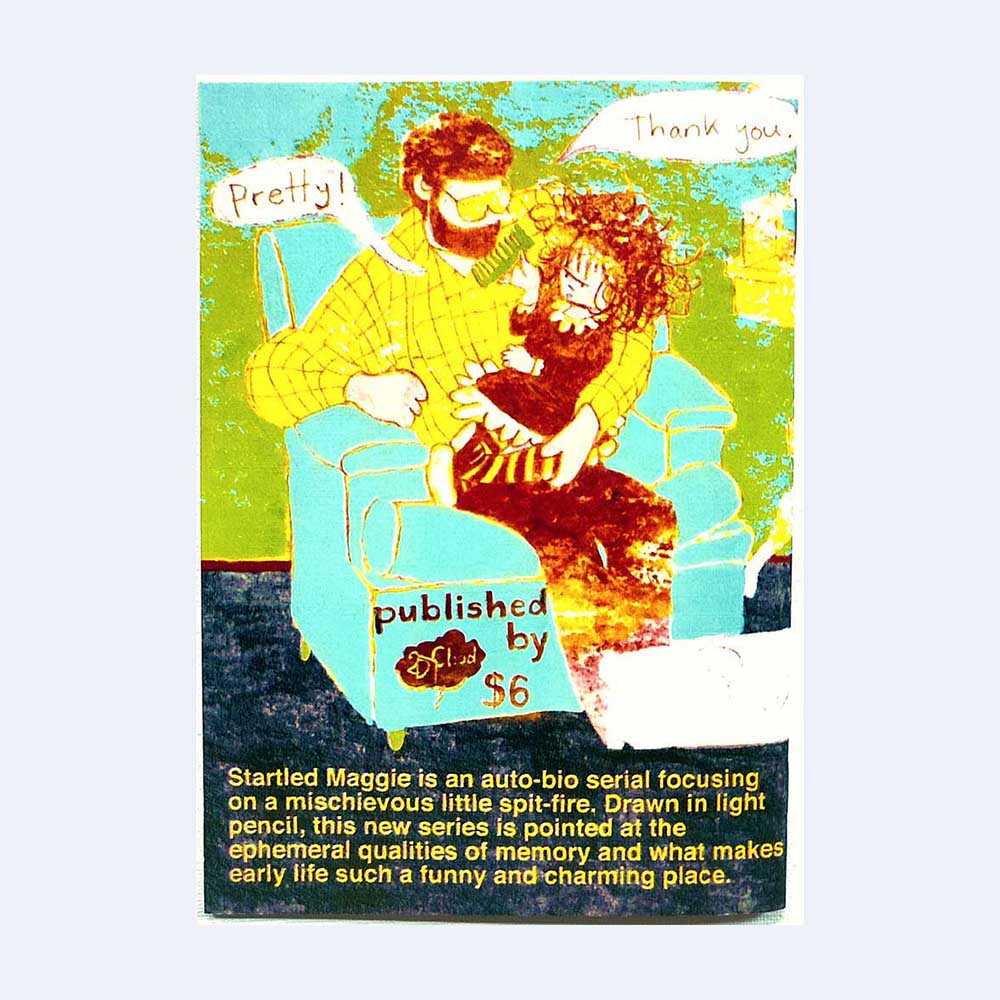 Thank you.
Pretty!
published
by
2D Cloud
$6
Startled Maggie is an auto-bio serial focusing
on a mischievous little spit-fire. Drawn in light
pencil, this new series is pointed at the
ephemeral qualities of memory and what makes
early life such a funny and charming place.